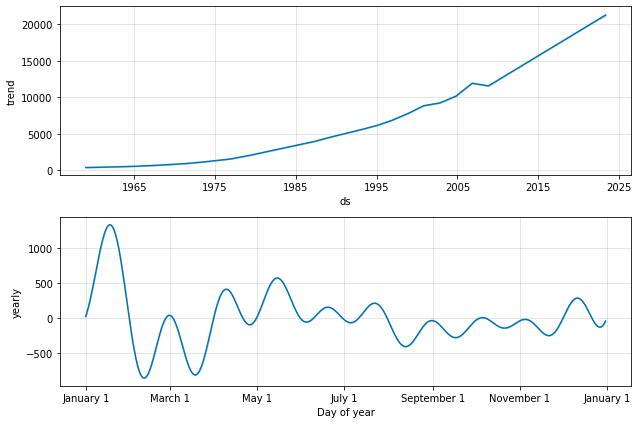 20000
15000
10000
5000
0
trend
1965
1975
1985
1995
2005
2015
2025
ds
1000
500
0
−500
yearly
January 1
March 1
May 1
July 1
September 1
November 1
January 1
Day of year